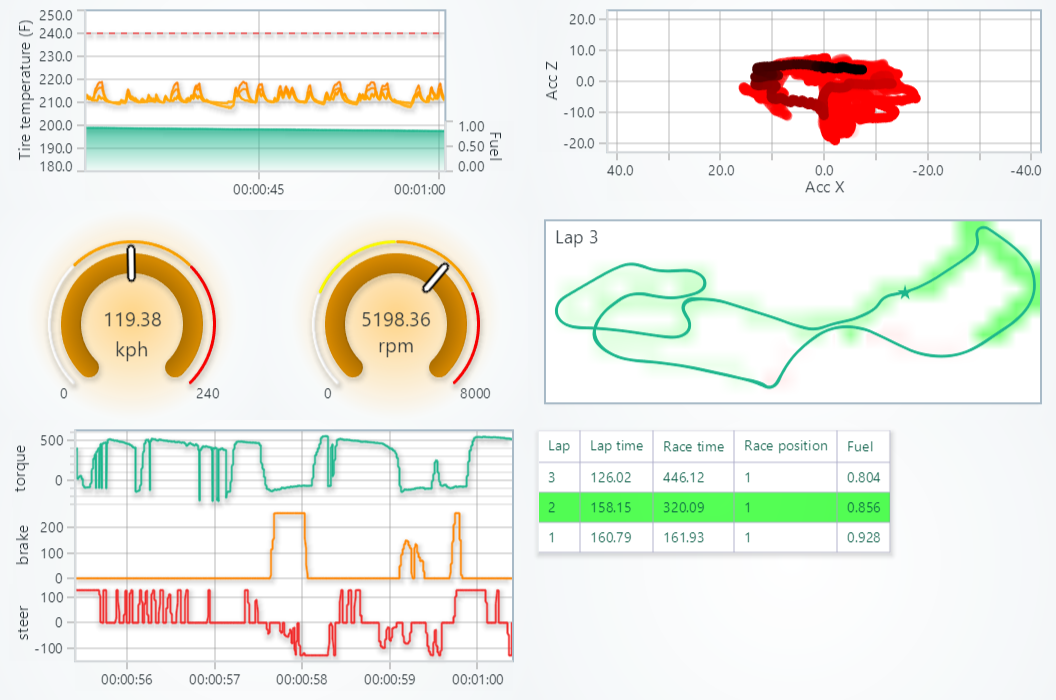 Tire temperature (F)
250.0
240.0
230.0
220.0
210.0
200.0
190.0
180.0
1.00
0.50
0.00
Fuel
00:00:45
00:01:00
Acc Z
20.0
10.0
0.0
-10.0
-20.0
40.0
20.0
0.0
-20.0
-40.0
Acc X
119.38
kph
0
240
5198.36
rpm
0
8000
Lap 3
torque
500
0
brake
200
0
steer
100
0
-100
00:00:56
00:00:57
00:00:58
00:00:59
00:01:00
Lap Lap time Race time Race position Fuel
3 126.02 446.12 1 0.804
2 158.15 320.09 1 0.856
1 160.79 161.93 1 0.928